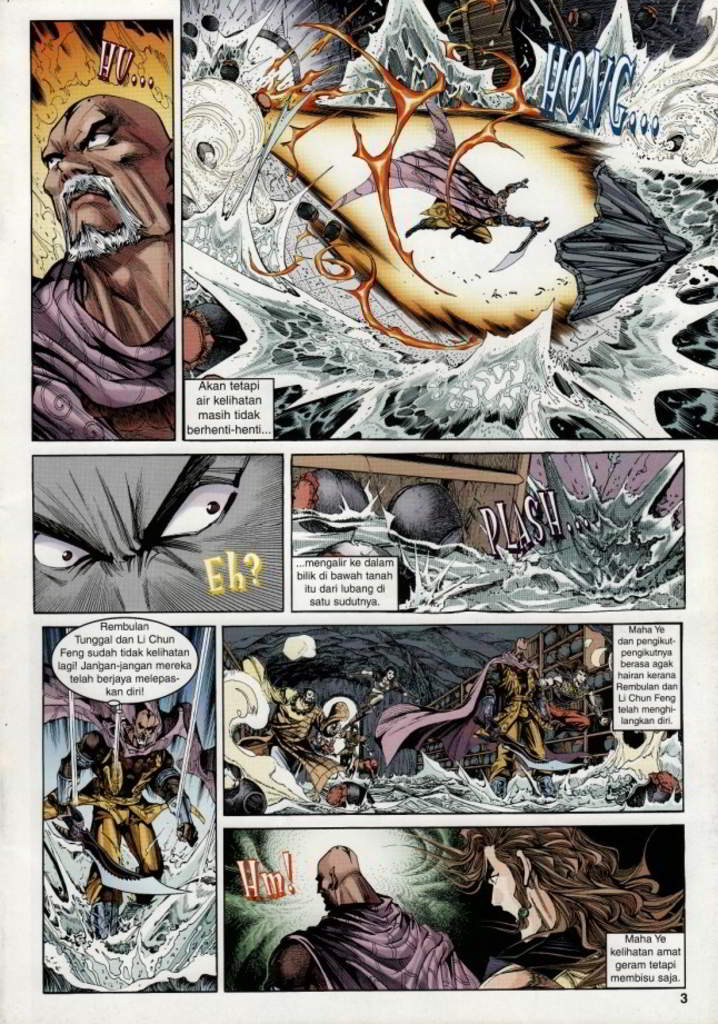 HU...
HONG...
Akan tetapi
air kelihatan
masih tidak
berhenti-henti...
Eh?
PLASH...
...mengalir ke dalam
bilik di bawah tanah
itu dari lubang di
satu sudutnya.
Rembulan
Tunggal dan Li Chun
Feng sudah tidak kelihatan
lagi! Jangan-jangan mereka
telah berjaya melepas-
kan diri!
Maha Ye
dan pengikut-
pengikutnya
berasa agak
hairan kerana
Rembulan dan
Li Chun Feng
telah menghi-
langkan diri.
Hm!
Maha Ye
kelihatan amat
geram tetapi
membisu saja.
3